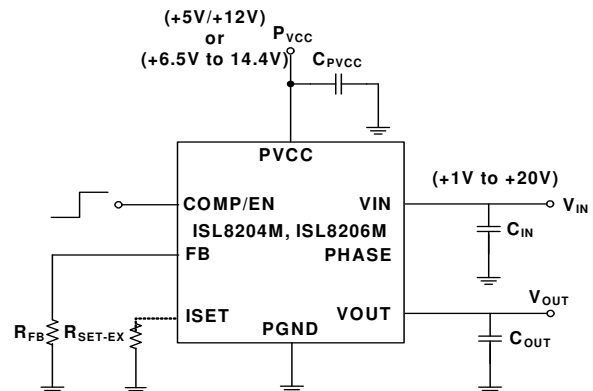 (+5V/+12V)
or
(+6.5V to 14.4V)
PVCC
CPVCC
PVCC
COMP/EN
VIN
(+1V to +20V)
VIN
ISL8204M, ISL8206M
CIN
FB
PHASE
ISET
VOUT
VOUT
RFB
RSET-EX
PGND
COUT